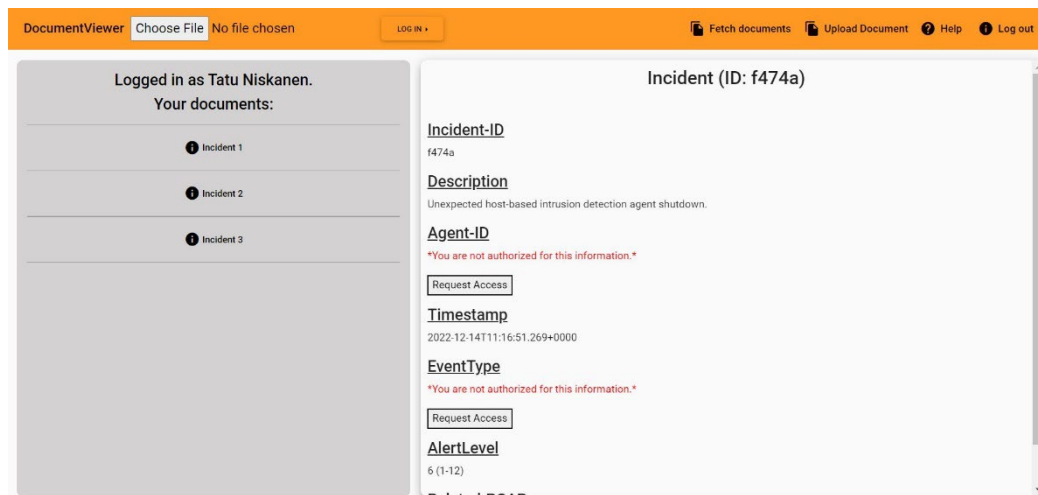 DocumentViewer Choose File No file chosen LOG IN Fetch documents Upload Document Help Log out
Logged in as Tatu Niskanen.
Your documents:
Incident 1
Incident 2
Incident 3
Incident (ID: f474a)
Incident-ID
f474a
Description
Unexpected host-based intrusion detection agent shutdown.
Agent-ID
*You are not authorized for this information.*
Request Access
Timestamp
2022-12-14T11:16:51.269+0000
EventType
*You are not authorized for this information.*
Request Access
AlertLevel
6 (1-12)